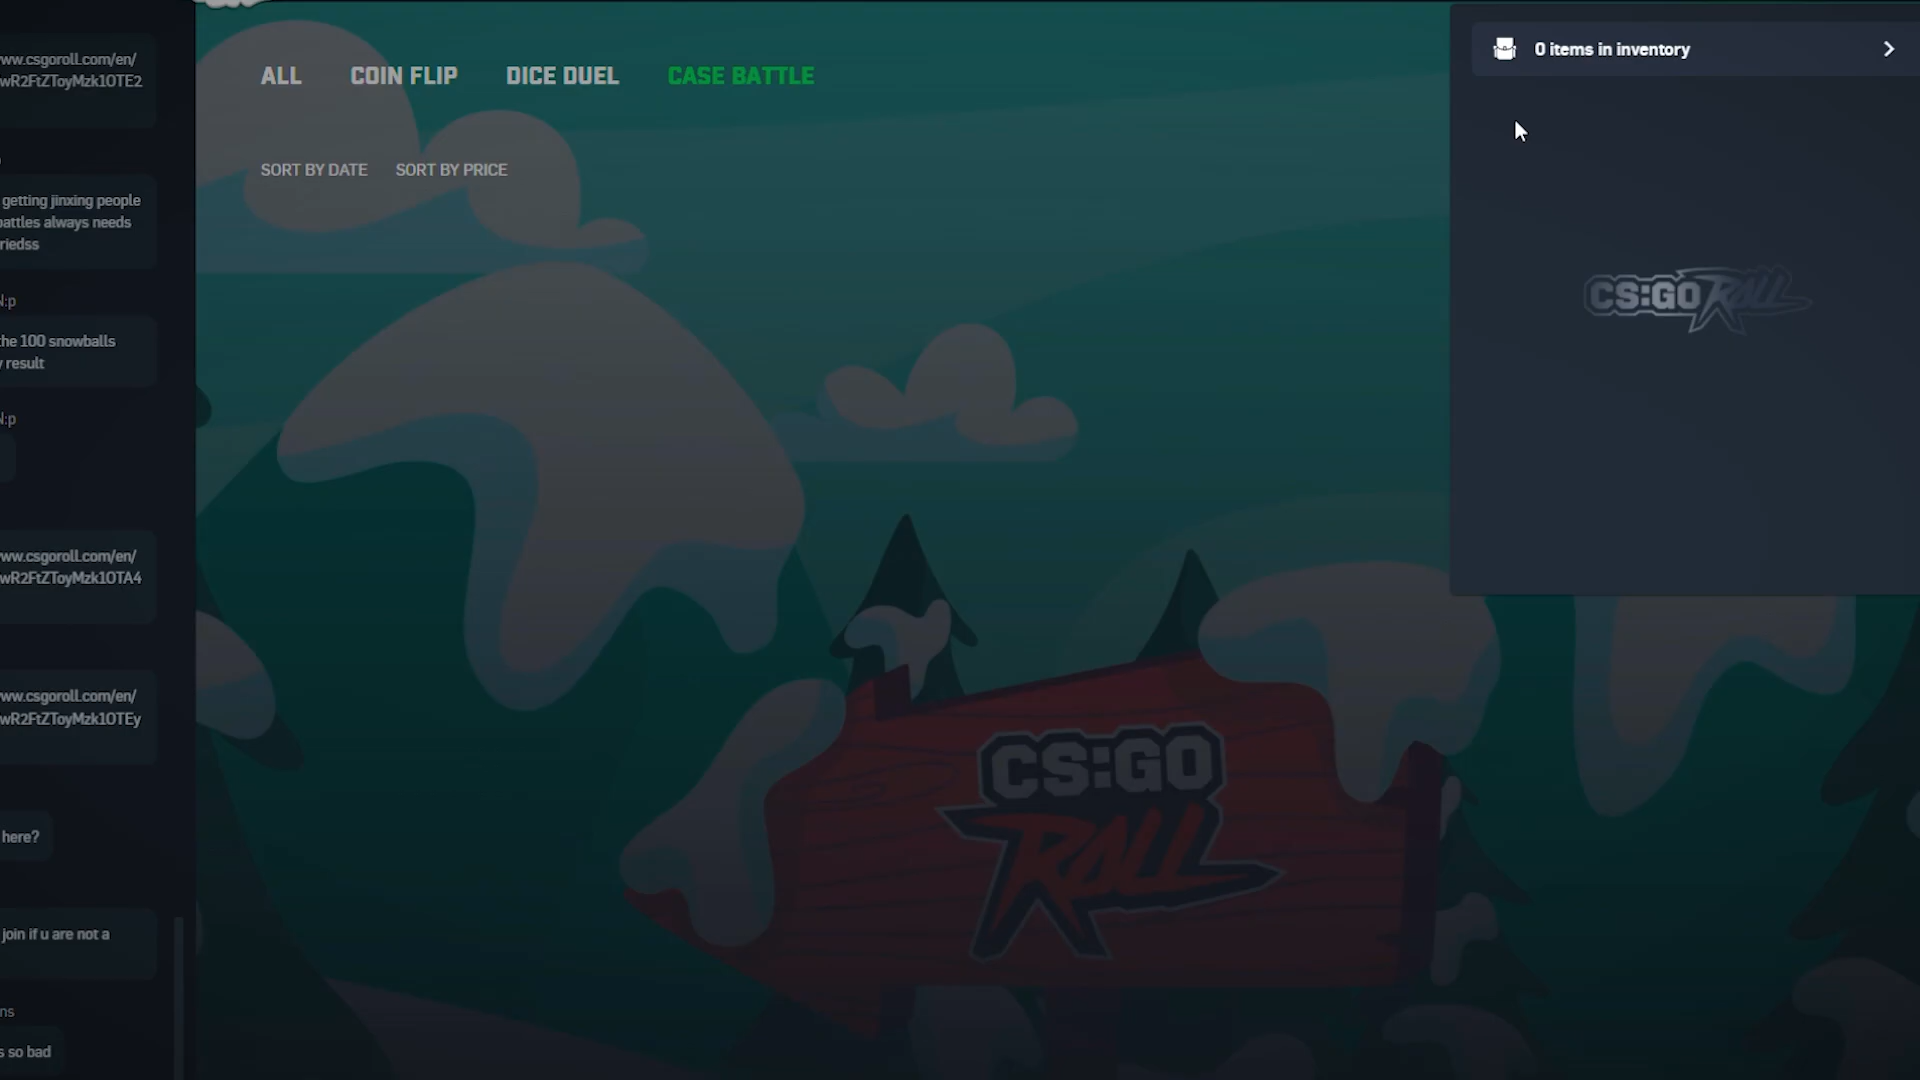 ww.csgoroll.com/en/
wR2FtZToyMzk1OTE2
getting jinxing people
battles always needs
riedss
N:p
the 100 snowballs
y result
N:p
ww.csgoroll.com/en/
wR2FtZToyMzk1OTA4
ww.csgoroll.com/en/
wR2FtZToyMzk1OTEy
here?
join if u are not a
ns
s so bad
ALL COIN FLIP DICE DUEL CASE BATTLE
SORT BY DATE SORT BY PRICE
0 items in inventory
CS:GO ROLL
CS:GO
ROLL